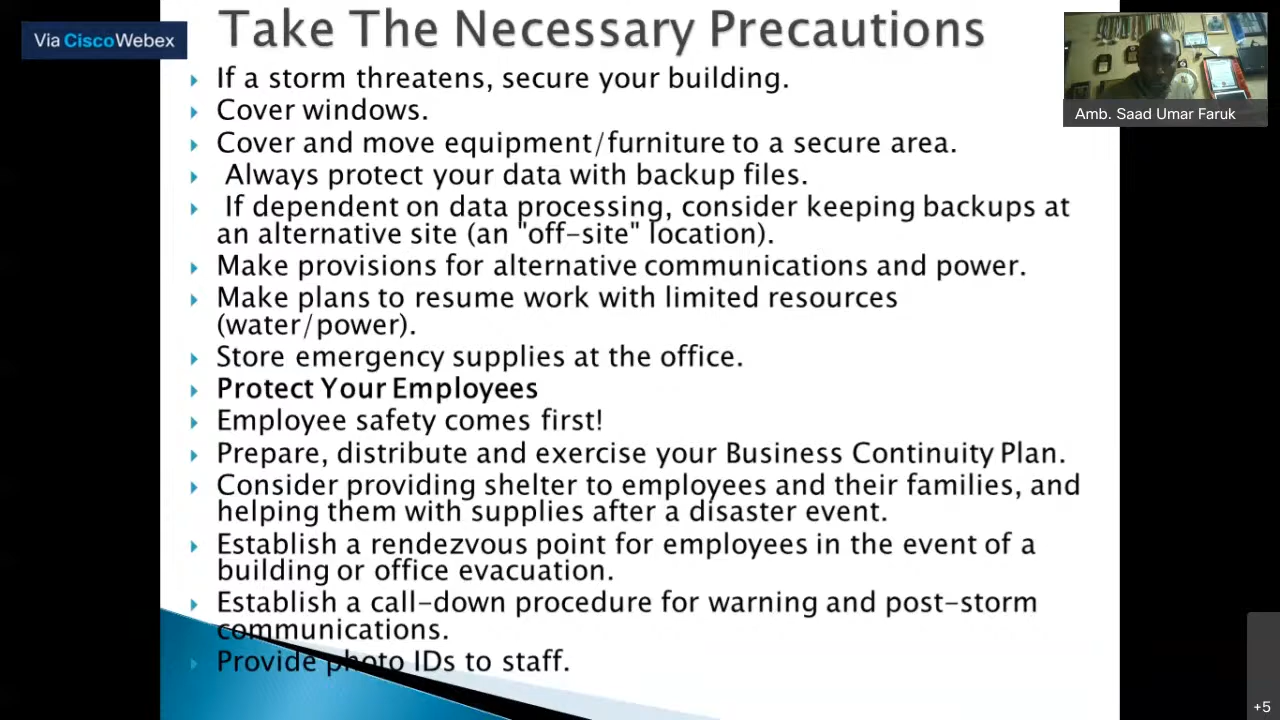 Via CiscoWebex
Take The Necessary Precautions
If a storm threatens, secure your building.
Cover windows.
Cover and move equipment/furniture to a secure area.
Always protect your data with backup files.
If dependent on data processing, consider keeping backups at
an alternative site (an "off-site" location).
Make provisions for alternative communications and power.
Make plans to resume work with limited resources
(water/power).
Store emergency supplies at the office.
Protect Your Employees
Employee safety comes first!
Prepare, distribute and exercise your Business Continuity Plan.
Consider providing shelter to employees and their families, and
helping them with supplies after a disaster event.
Establish a rendezvous point for employees in the event of a
building or office evacuation.
Establish a call-down procedure for warning and post-storm
communications.
Provide photo IDs to staff.
Amb. Saad Umar Faruk
+5